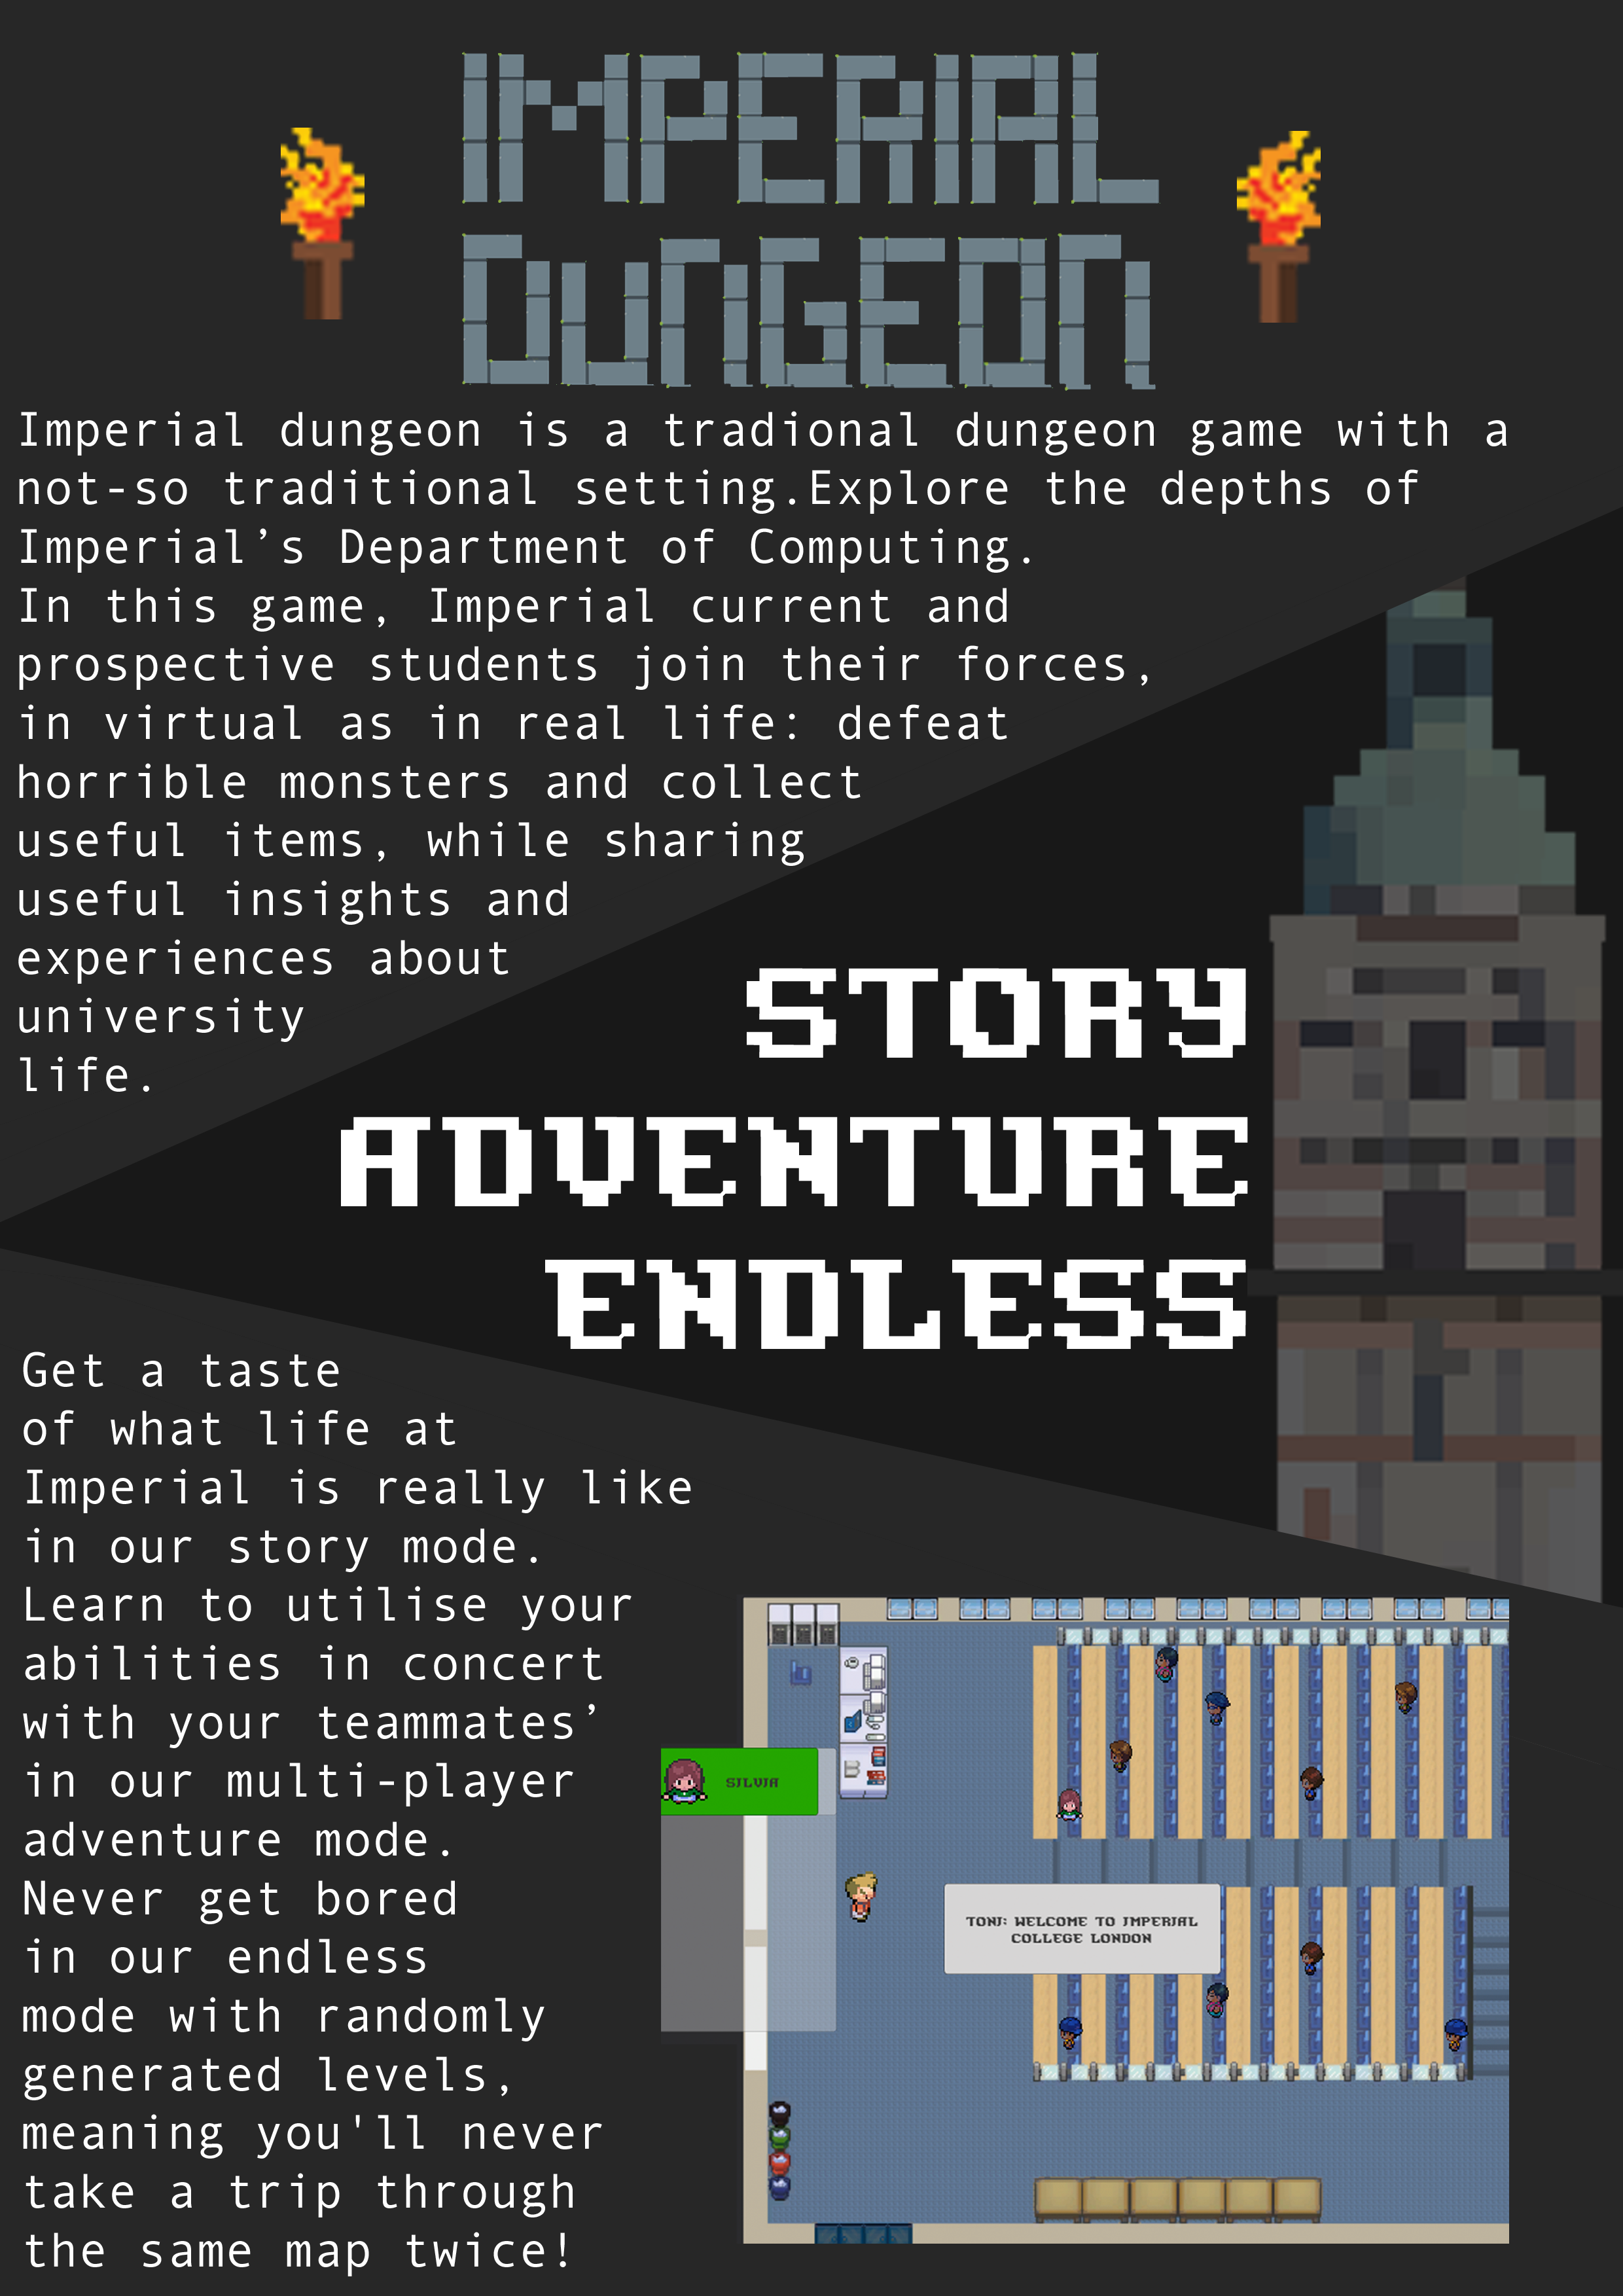 IMPERIAL
DUNGEON
Imperial dungeon is a tradional dungeon game with a
not-so traditional setting.Explore the depths of
Imperial’s Department of Computing.
In this game, Imperial current and
prospective students join their forces,
in virtual as in real life: defeat
horrible monsters and collect
useful items, while sharing
useful insights and
experiences about
university
life.
STORY
ADVENTURE
ENDLESS
Get a taste
of what life at
Imperial is really like
in our story mode.
Learn to utilise your
abilities in concert
with your teammates’
in our multi-player
adventure mode.
Never get bored
in our endless
mode with randomly
generated levels,
meaning you'll never
take a trip through
the same map twice!
SILVIA
TONI: WELCOME TO IMPERIAL
COLLEGE LONDON